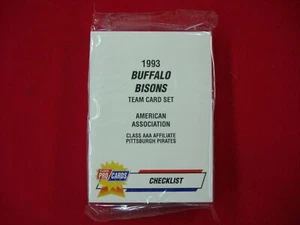 1993
BUFFALO
BISONS
TEAM CARD SET
AMERICAN
ASSOCIATION
CLASS AAA AFFILIATE
PITTSBURGH PIRATES
PRO/CARDS
CHECKLIST